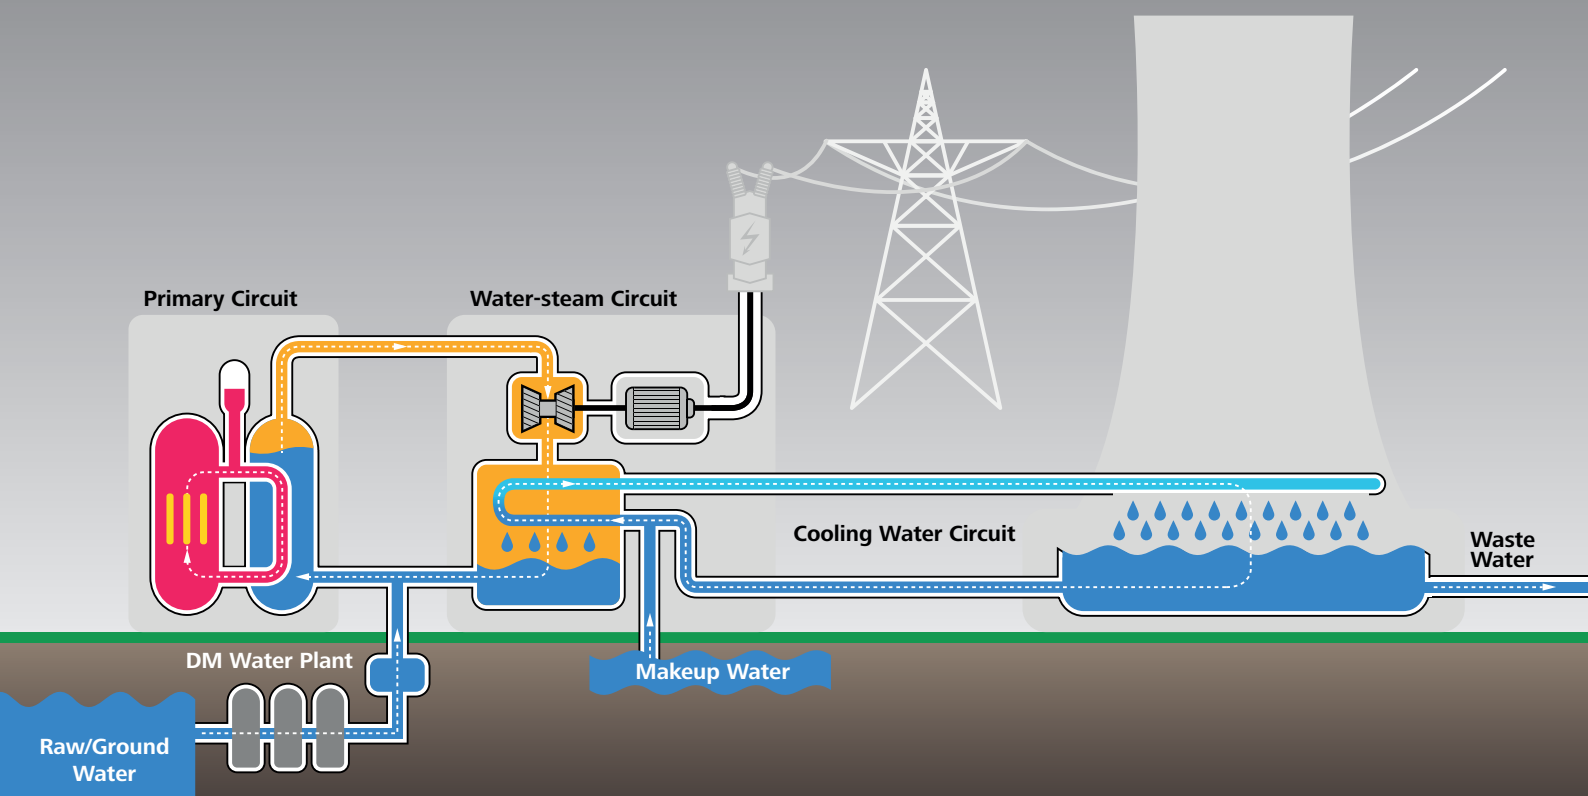 Primary Circuit
Water-steam Circuit
Cooling Water Circuit
Waste
Water
DM Water Plant
Makeup Water
Raw/Ground
Water